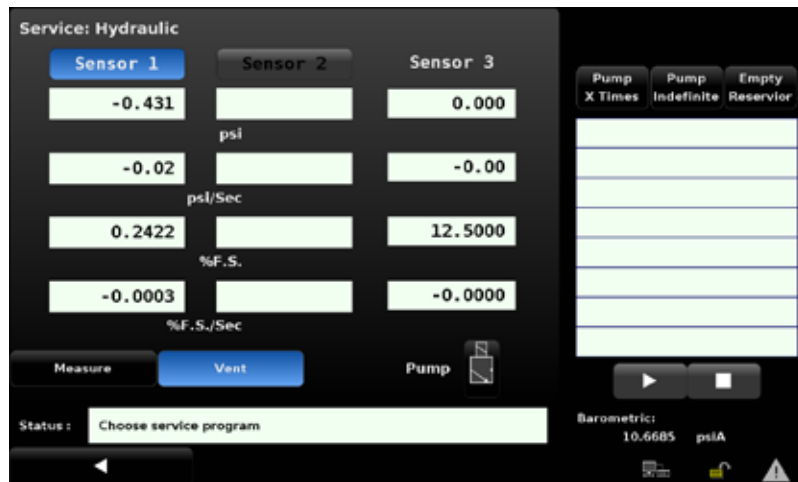 Service: Hydraulic
Sensor 1 Sensor 2 Sensor 3
Pump X Times Pump Indefinite Empty Reservior
-0.431 0.000
psi
-0.02 -0.00
psi/Sec
0.2422 12.5000
%F.S.
-0.0003 -0.0000
%F.S./Sec
Measure Vent Pump
Status: Choose service program
Barometric:
10.6685 psiA